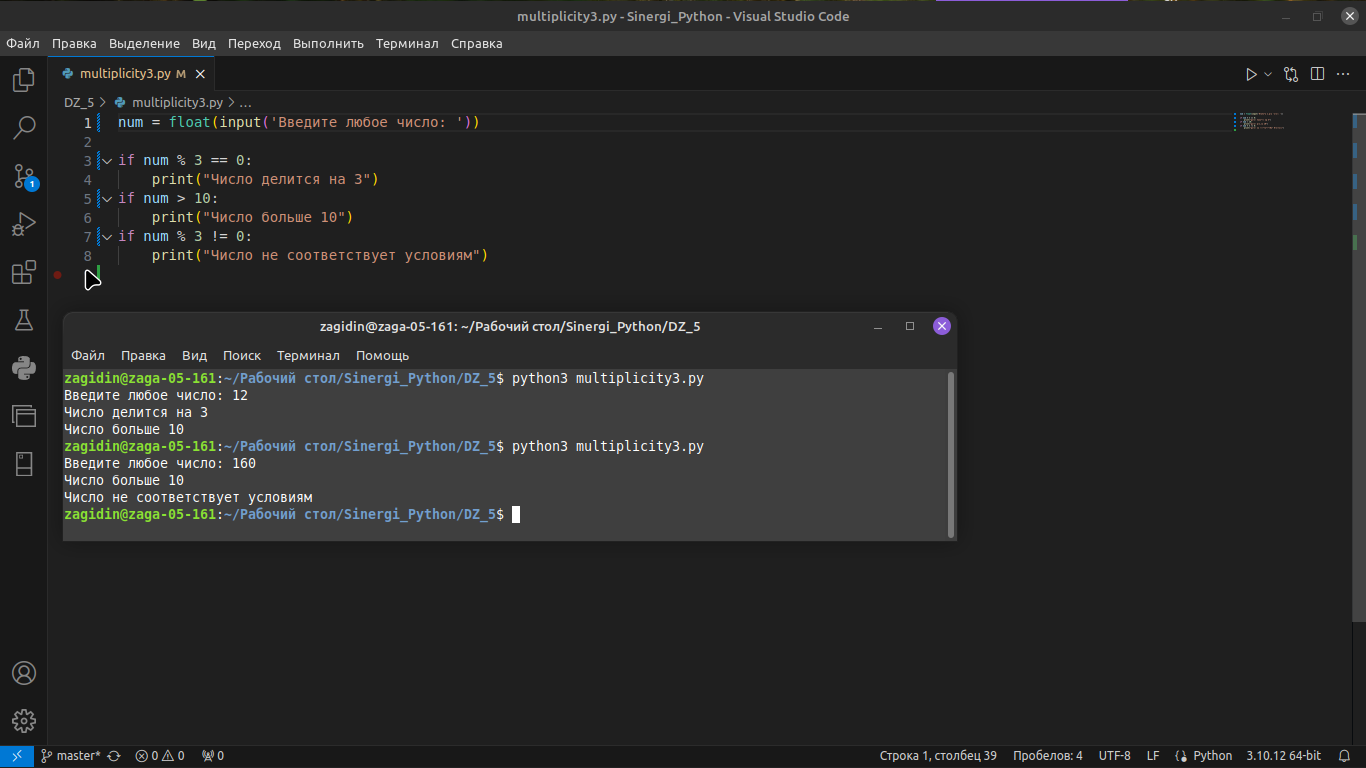 multiplicity3.py - Sinergi_Python - Visual Studio Code
Файл Правка Выделение Вид Переход Выполнить Терминал Справка
multiplicity3.py M
DZ_5 > multiplicity3.py > ...
1 num = float(input('Введите любое число: '))
2
3 if num % 3 == 0:
4 print("Число делится на 3")
5 if num > 10:
6 print("Число больше 10")
7 if num % 3 != 0:
8 print("Число не соответствует условиям")
1
zagidin@zaga-05-161: ~/Рабочий стол/Sinergi_Python/DZ_5
Файл Правка Вид Поиск Терминал Помощь
zagidin@zaga-05-161:~/Рабочий стол/Sinergi_Python/DZ_5$ python3 multiplicity3.py
Введите любое число: 12
Число делится на 3
Число больше 10
zagidin@zaga-05-161:~/Рабочий стол/Sinergi_Python/DZ_5$ python3 multiplicity3.py
Введите любое число: 160
Число больше 10
Число не соответствует условиям
zagidin@zaga-05-161:~/Рабочий стол/Sinergi_Python/DZ_5$
master* 0 0 0 Строка 1, столбец 39 Пробелов: 4 UTF-8 LF Python 3.10.12 64-bit